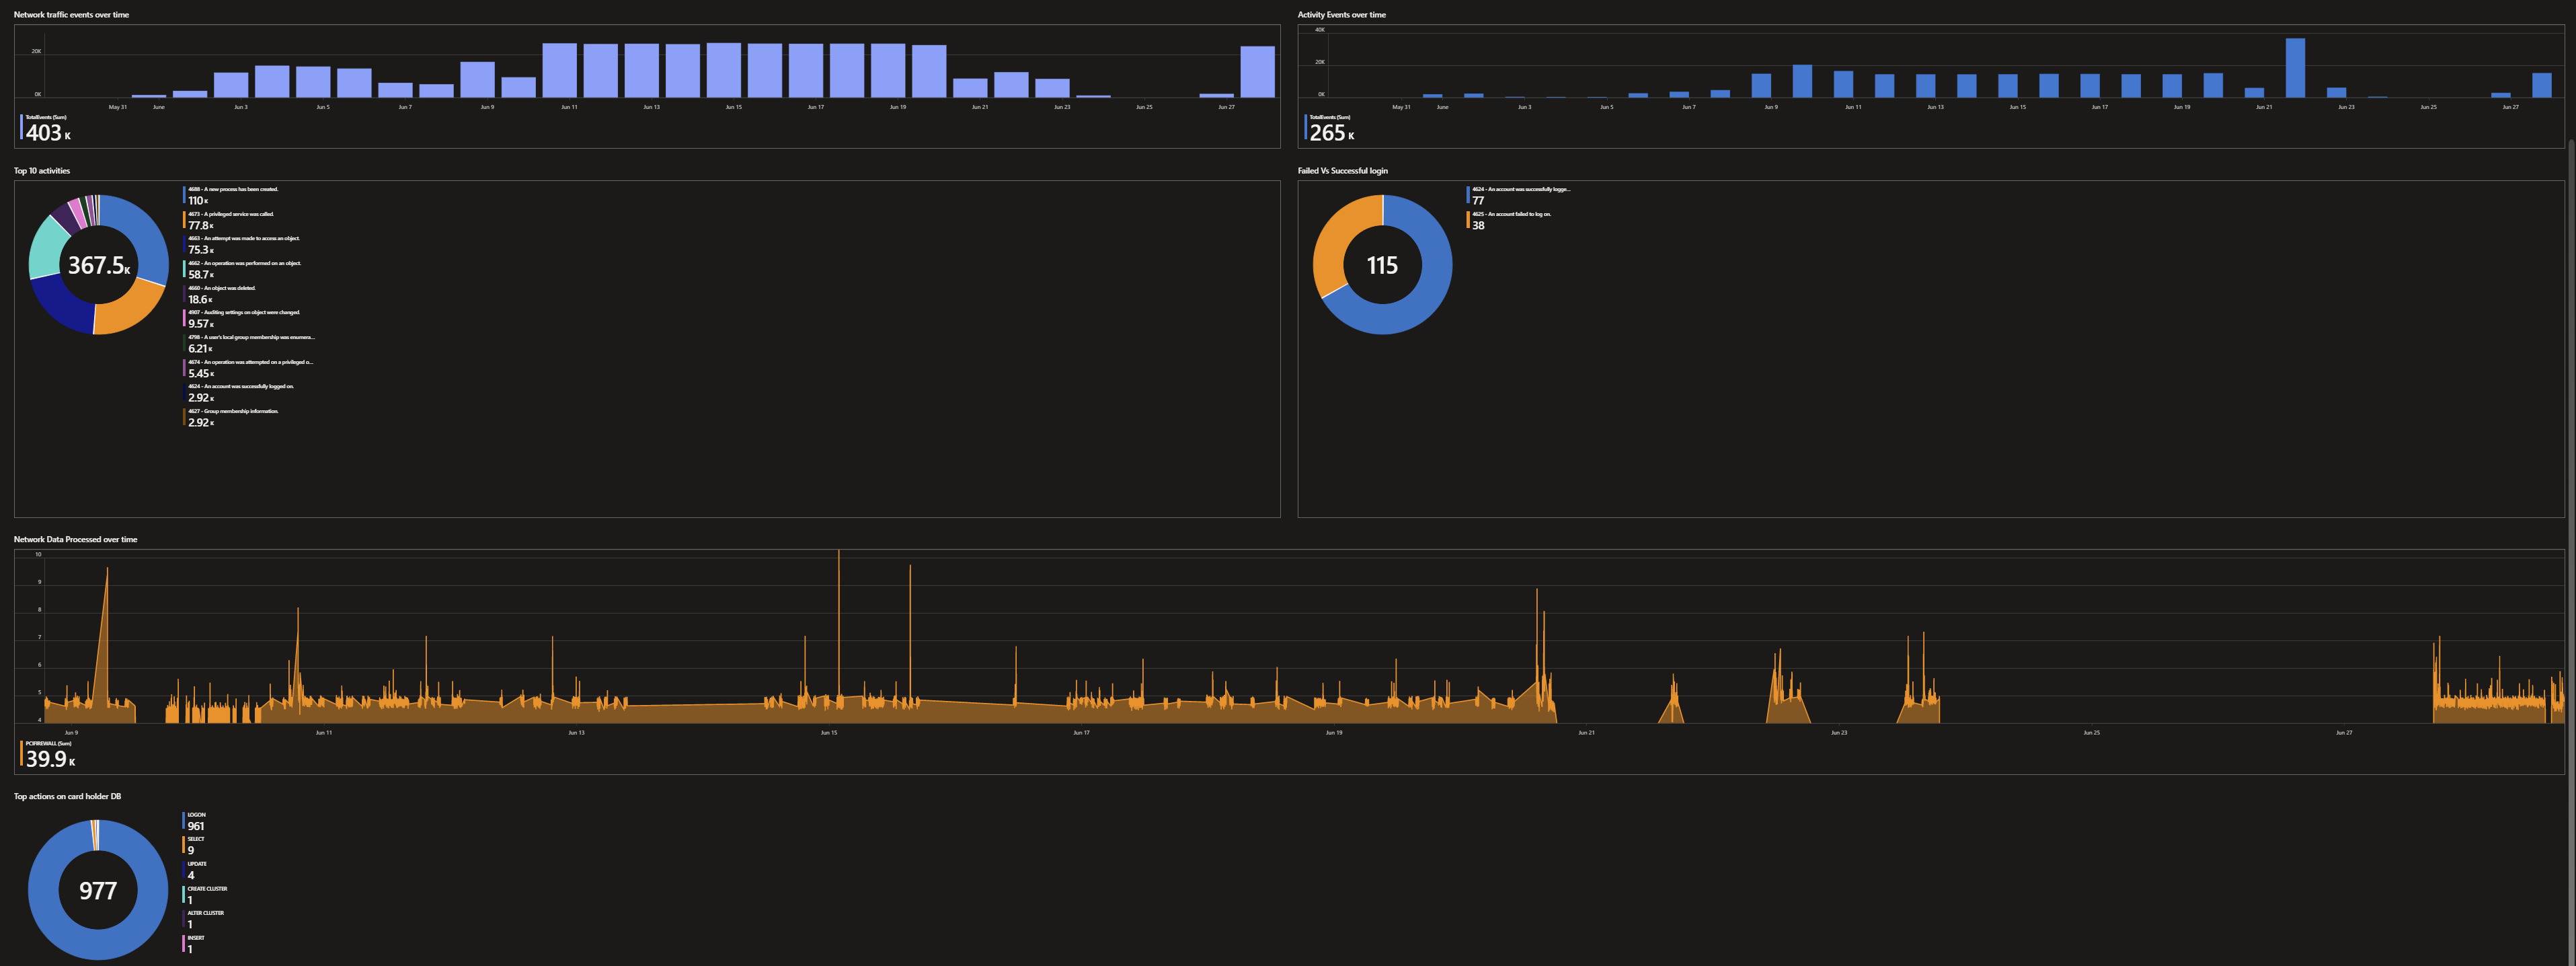 Network traffic events over time
20K
0K
May 31 June Jun 3 Jun 5 Jun 7 Jun 9 Jun 11 Jun 13 Jun 15 Jun 17 Jun 19 Jun 21 Jun 23 Jun 25 Jun 27
TotalEvents (Sum)
403 K
Activity Events over time
40K
20K
0K
May 31 June Jun 3 Jun 5 Jun 7 Jun 9 Jun 11 Jun 13 Jun 15 Jun 17 Jun 19 Jun 21 Jun 23 Jun 25 Jun 27
TotalEvents (Sum)
265 K
Top 10 activities
367.5K
4688 - A new process has been created.
110 K
4673 - A privileged service was called.
77.8 K
4663 - An attempt was made to access an object.
75.3 K
4662 - An operation was performed on an object.
58.7 K
4660 - An object was deleted.
18.6 K
4907 - Auditing settings on object were changed.
9.57 K
4798 - A user's local group membership was enumera...
6.21 K
4674 - An operation was attempted on a privileged o...
5.45 K
4624 - An account was successfully logged on.
2.92 K
4627 - Group membership information.
2.92 K
Failed Vs Successful login
115
4624 - An account was successfully logge...
77
4625 - An account failed to log on.
38
Network Data Processed over time
10
9
8
7
6
5
4
Jun 9 Jun 11 Jun 13 Jun 15 Jun 17 Jun 19 Jun 21 Jun 23 Jun 25 Jun 27
PCIFIREWALL (Sum)
39.9 K
Top actions on card holder DB
977
LOGON
961
SELECT
9
UPDATE
4
CREATE CLUSTER
1
ALTER CLUSTER
1
INSERT
1